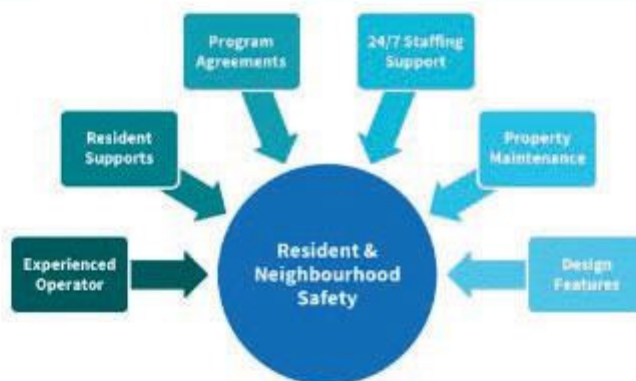 Program
Agreements
24/7 Staffing
Support
Resident
Supports
Property
Maintenance
Experienced
Operator
Resident &
Neighbourhood
Safety
Design
Features